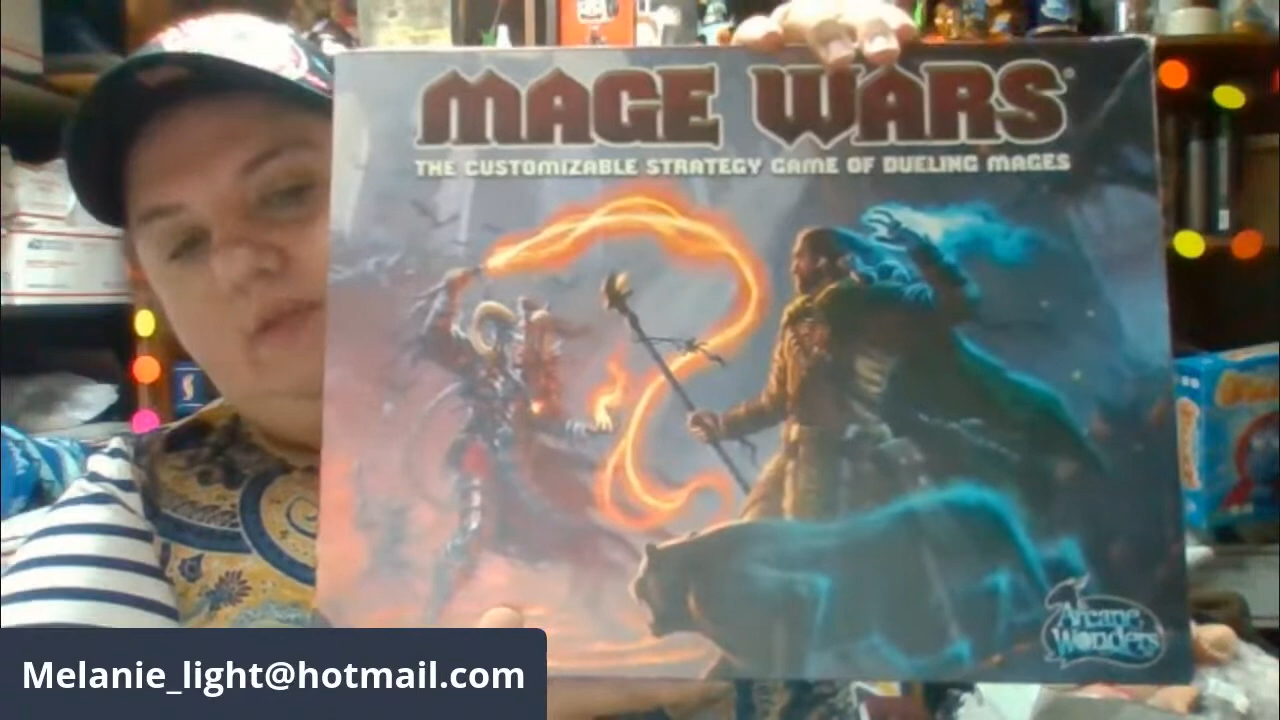 MAGE WARS®
THE CUSTOMIZABLE STRATEGY GAME OF DUELING MAGES
Arcane
Wonders
Melanie_light@hotmail.com